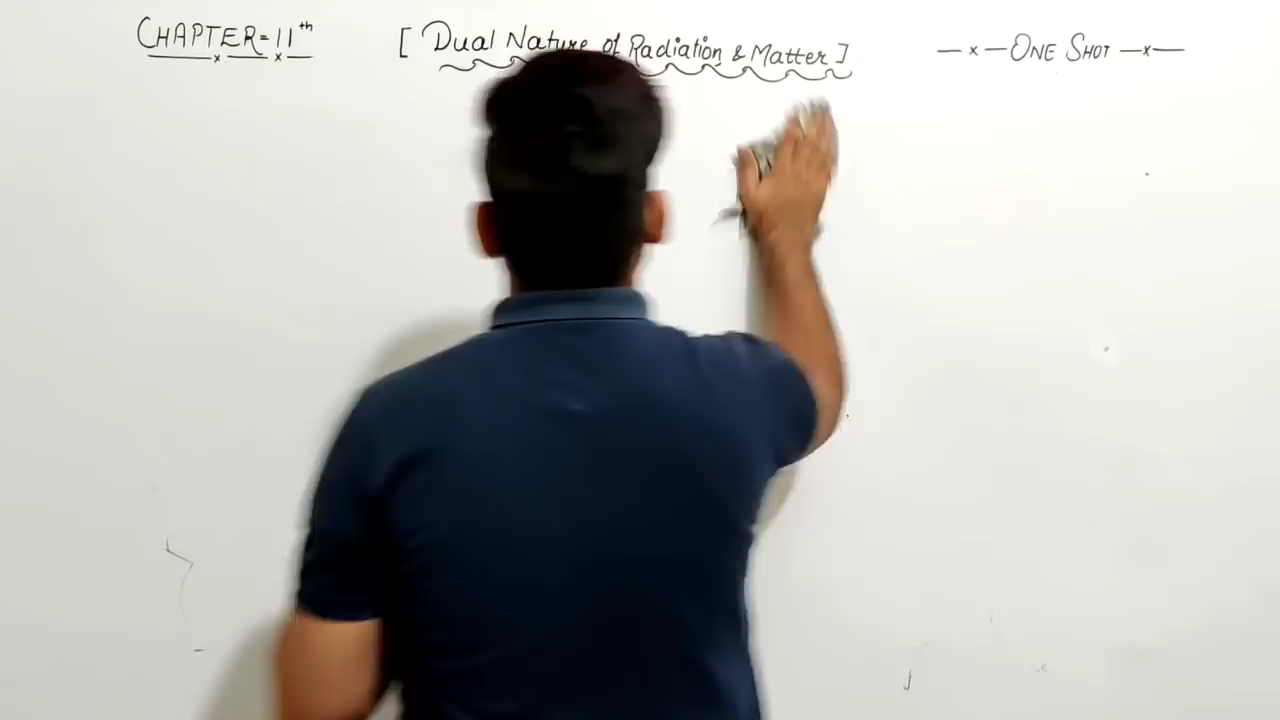 CHAPTER=11th [Dual Nature of Radiation & Matter] —x—ONE SHOT—x—